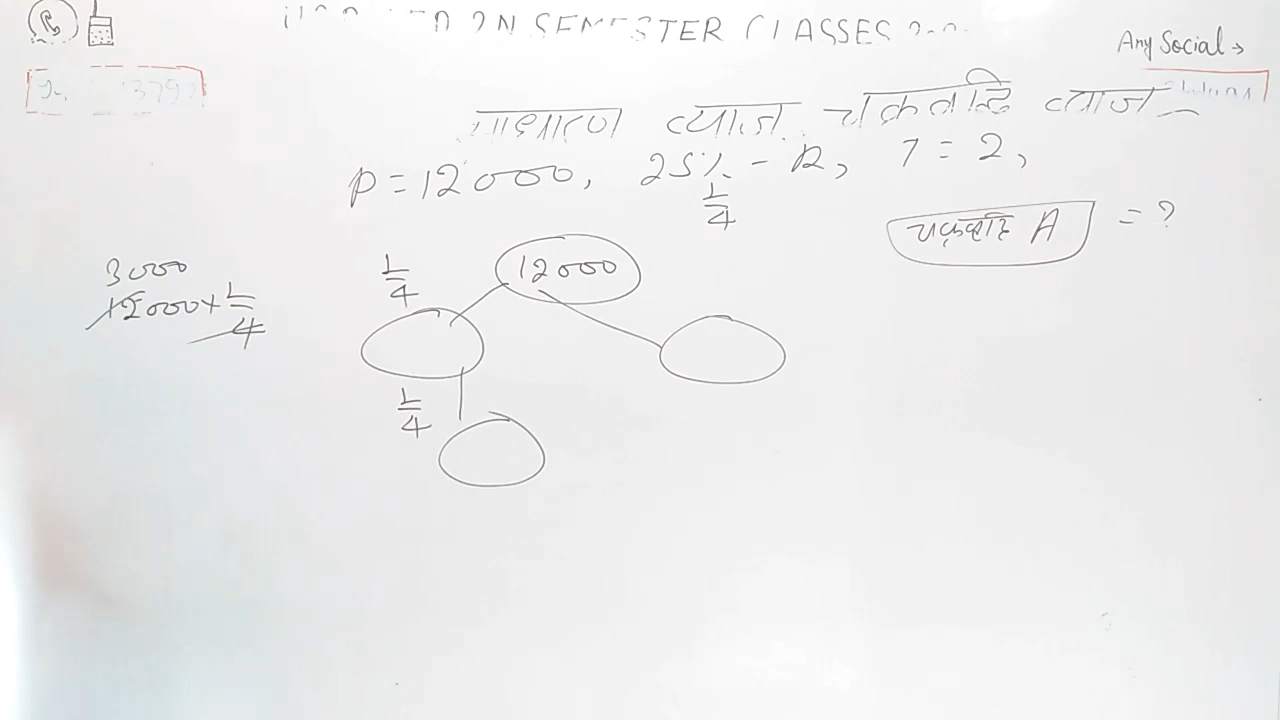 SEMESTER CLASSES
Any Social →
साधारण व्याज चक्रवृद्धि व्याज
P = 12000, 25% - R, T = 2,
1/4
चक्रवृद्धि A = ?
12000
1/4
3000
12000 × 1/4
1/4